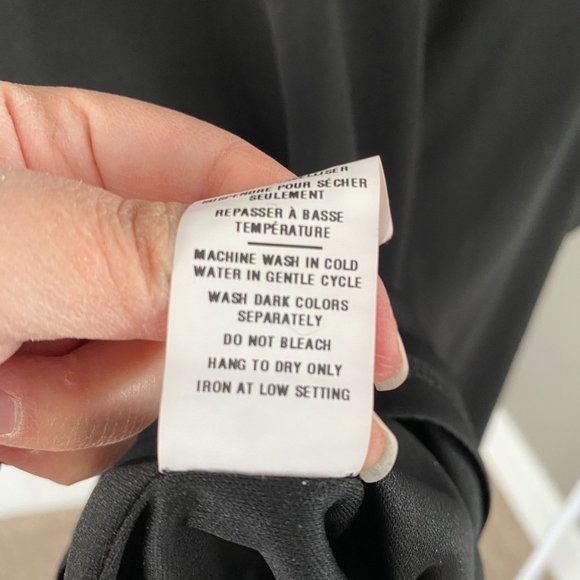 POUR SÉCHER
SEULEMENT
REPASSER À BASSE
TEMPÉRATURE
MACHINE WASH IN COLD
WATER IN GENTLE CYCLE
WASH DARK COLORS
SEPARATELY
DO NOT BLEACH
HANG TO DRY ONLY
IRON AT LOW SETTING